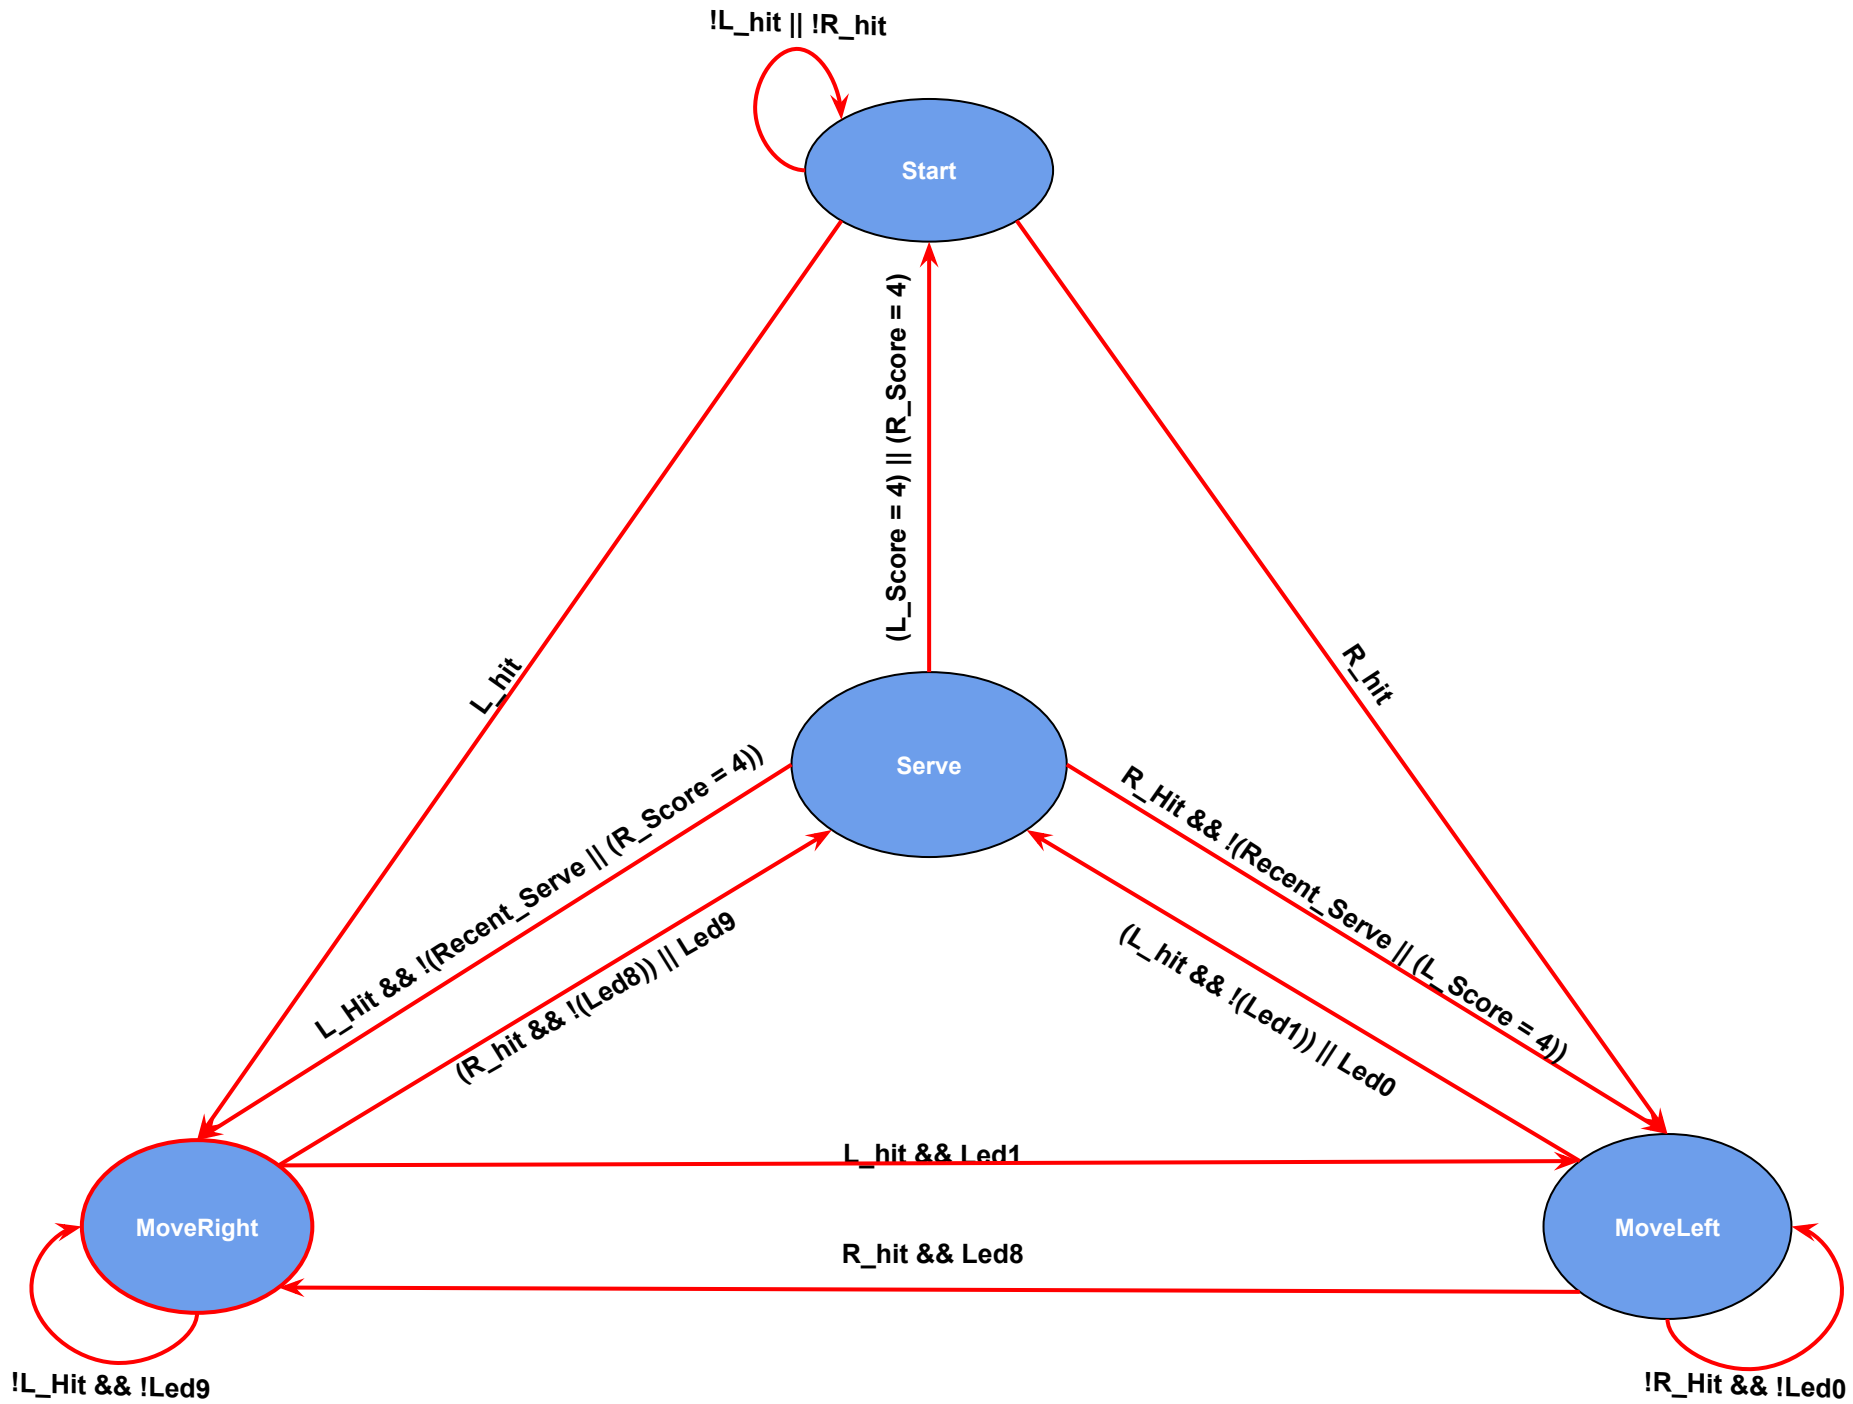 !L_hit || !R_hit
Start
(L_Score = 4) || (R_Score = 4)
L_hit
R_hit
Serve
L_Hit && !(Recent_Serve || (R_Score = 4))
R_Hit && !(Recent_Serve || (L_Score = 4))
(R_hit && !(Led8)) || Led9
(L_hit && !(Led1)) || Led0
L_hit && Led1
MoveRight
MoveLeft
R_hit && Led8
!L_Hit && !Led9
!R_Hit && !Led0